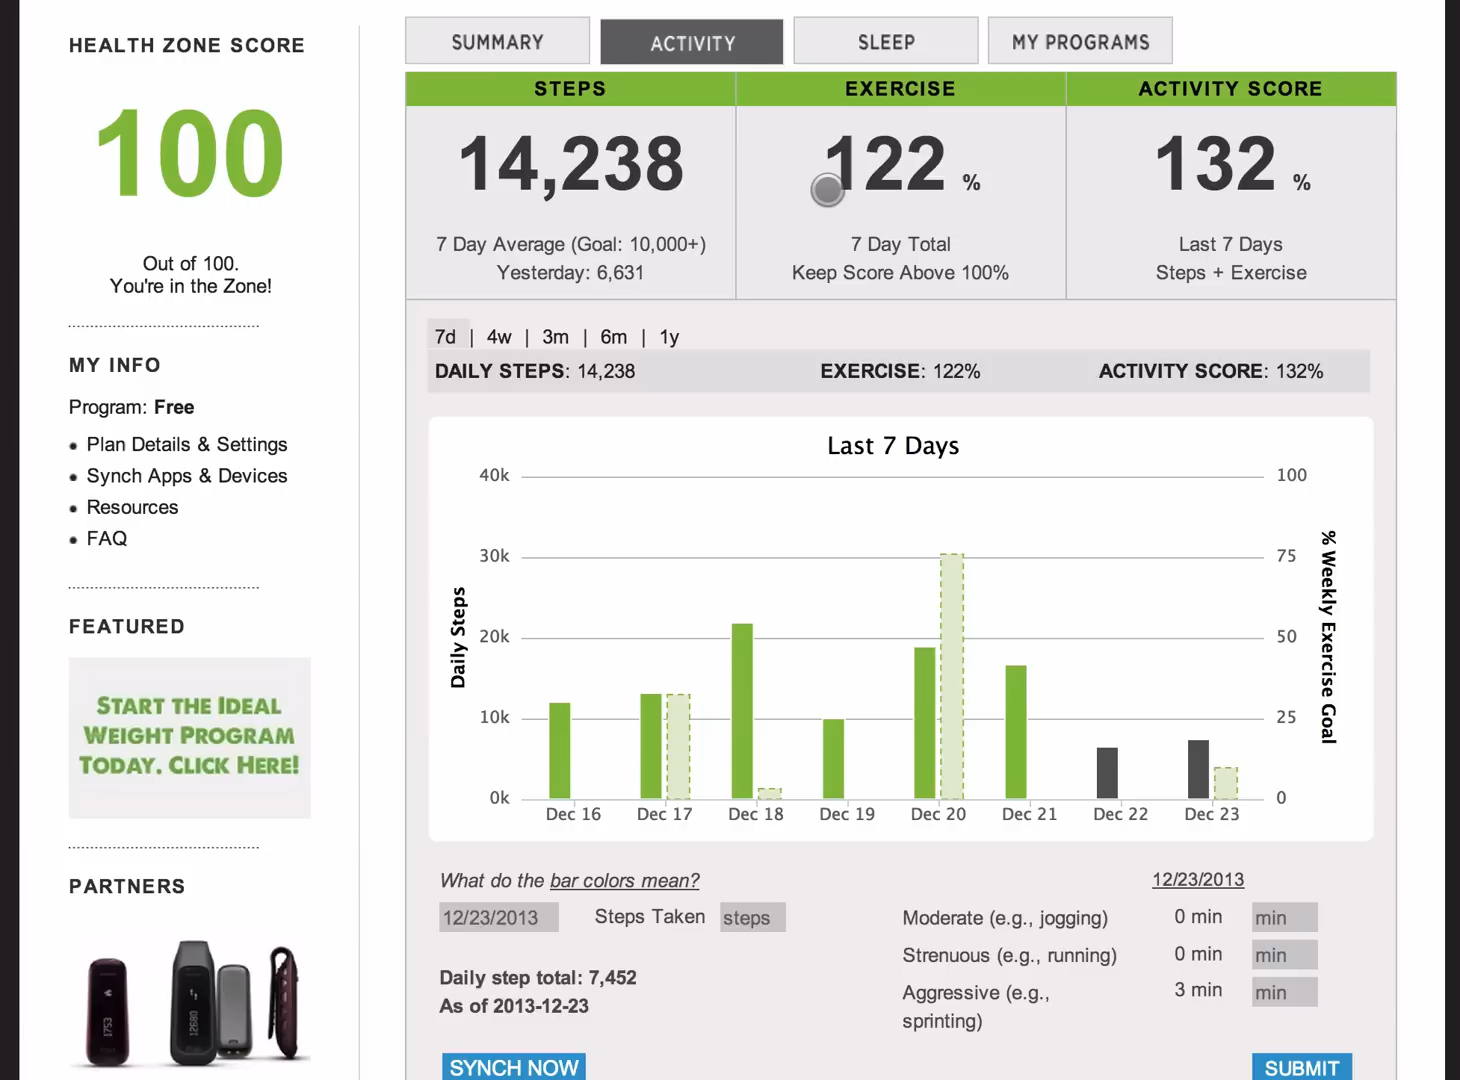 HEALTH ZONE SCORE
100
Out of 100.
You're in the Zone!
MY INFO
Program: Free
Plan Details & Settings
Synch Apps & Devices
Resources
FAQ
FEATURED
START THE IDEAL
WEIGHT PROGRAM
TODAY. CLICK HERE!
PARTNERS
SUMMARY
ACTIVITY
SLEEP
MY PROGRAMS
STEPS
EXERCISE
ACTIVITY SCORE
14,238
122 %
132 %
7 Day Average (Goal: 10,000+)
Yesterday: 6,631
7 Day Total
Keep Score Above 100%
Last 7 Days
Steps + Exercise
7d | 4w | 3m | 6m | 1y
DAILY STEPS: 14,238
EXERCISE: 122%
ACTIVITY SCORE: 132%
Last 7 Days
40k
30k
20k
10k
0k
Daily Steps
100
75
50
25
0
% Weekly Exercise Goal
Dec 16
Dec 17
Dec 18
Dec 19
Dec 20
Dec 21
Dec 22
Dec 23
What do the bar colors mean?
12/23/2013
Steps Taken
steps
Daily step total: 7,452
As of 2013-12-23
SYNCH NOW
12/23/2013
Moderate (e.g., jogging) 0 min min
Strenuous (e.g., running) 0 min min
Aggressive (e.g., 3 min min
sprinting)
SUBMIT